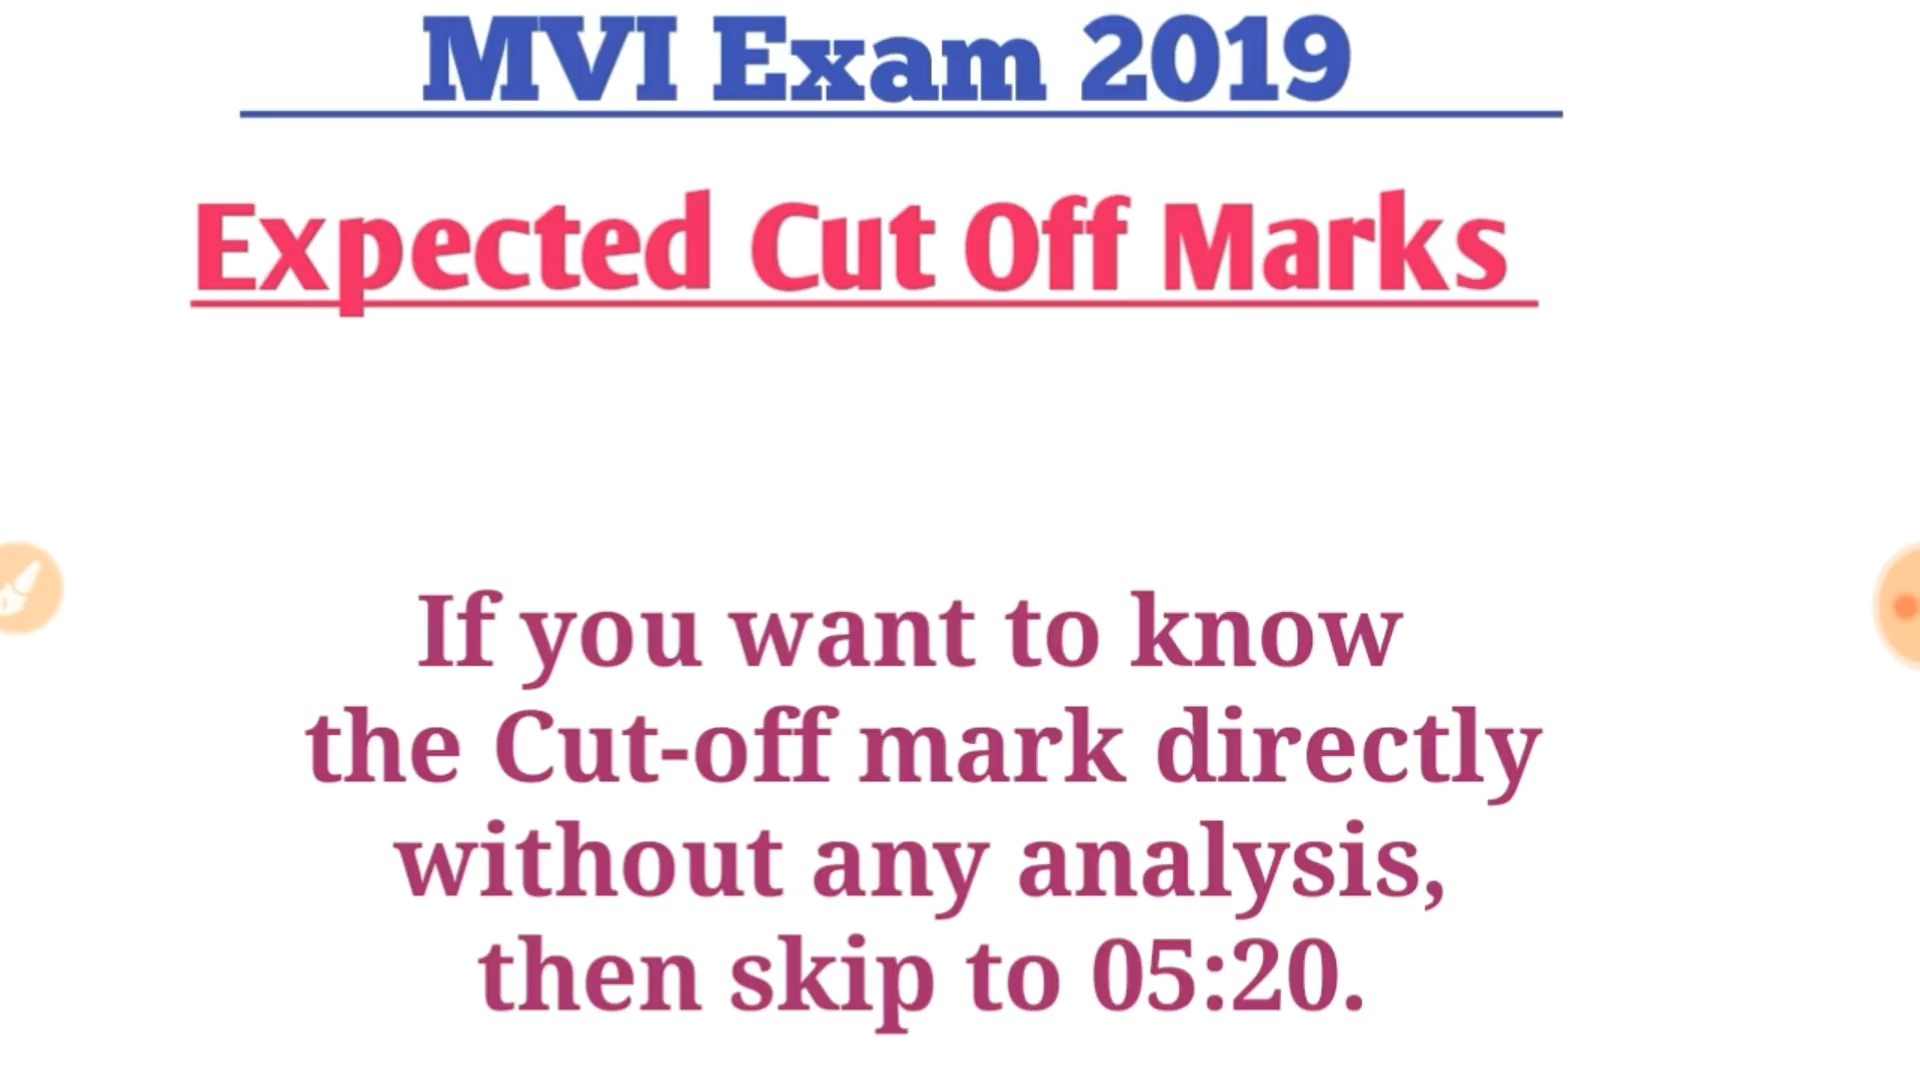 MVI Exam 2019
Expected Cut Off Marks
If you want to know
the Cut-off mark directly
without any analysis,
then skip to 05:20.